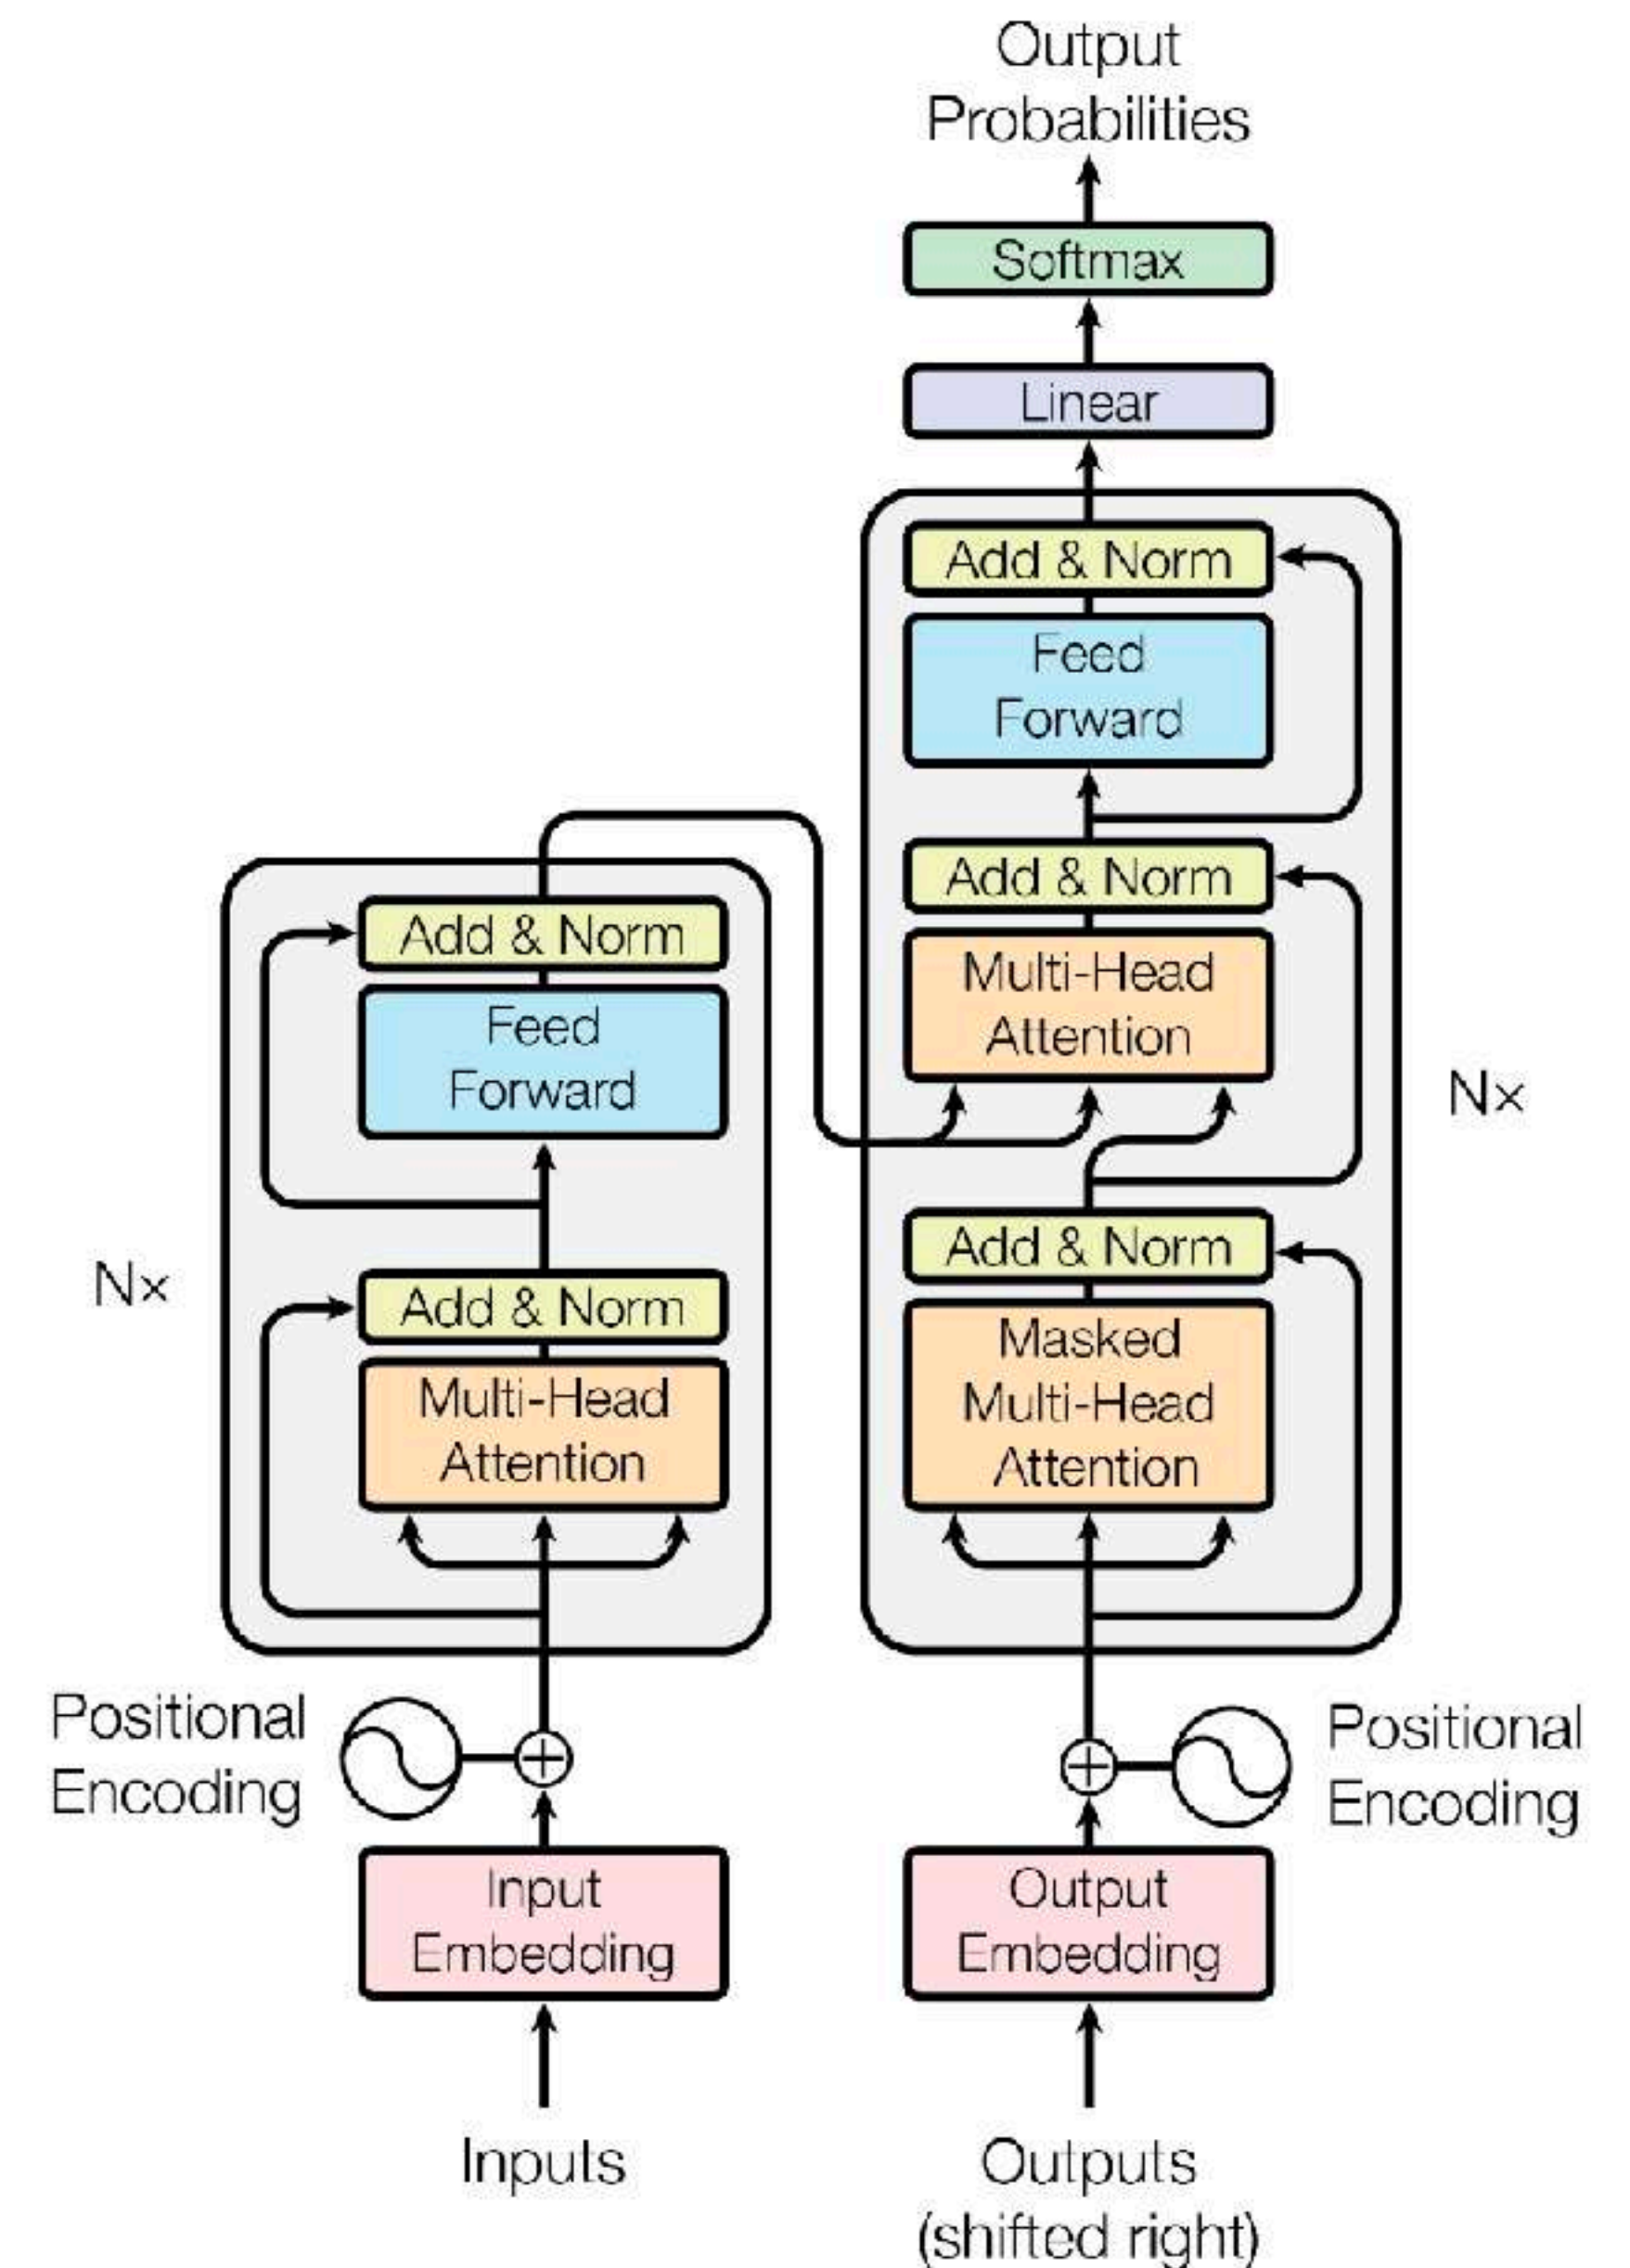 Output
Probabilities
Softmax
Linear
Add & Norm
Feed
Forward
Add & Norm
Multi-Head
Attention
Nx
Add & Norm
Masked
Multi-Head
Attention
Add & Norm
Feed
Forward
Nx
Add & Norm
Multi-Head
Attention
Positional
Encoding
Positional
Encoding
Input
Embedding
Output
Embedding
Inputs
Outputs
(shifted right)